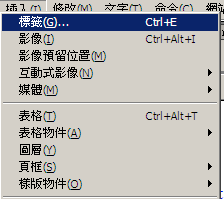 插入(I) 修改(M) 文字(T) 命令(C)
標籤(G)... Ctrl+E
影像(I) Ctrl+Alt+I
影像預留位置(M)
互動式影像(N)
媒體(M)
表格(T) Ctrl+Alt+T
表格物件(A)
圖層(Y)
頁框(S)
樣版物件(O)